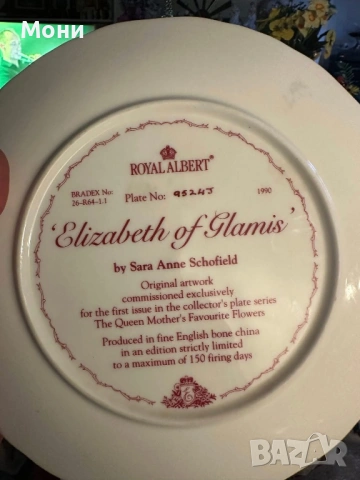 Мони
ROYAL ALBERT®
BRADEX No:
26-R64-1·1
Plate No: 9524J
1990
'Elizabeth of Glamis'
by Sara Anne Schofield
Original artwork
commissioned exclusively
for the first issue in the collector's plate series
The Queen Mother's Favourite Flowers
Produced in fine English bone china
in an edition strictly limited
to a maximum of 150 firing days
BAZAR